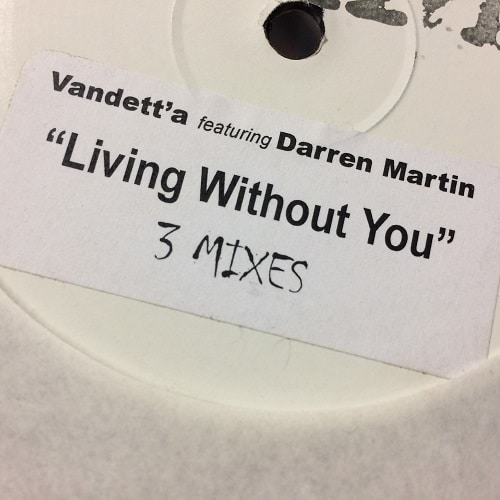 Vandett’a featuring Darren Martin
“Living Without You”
3 MIXES